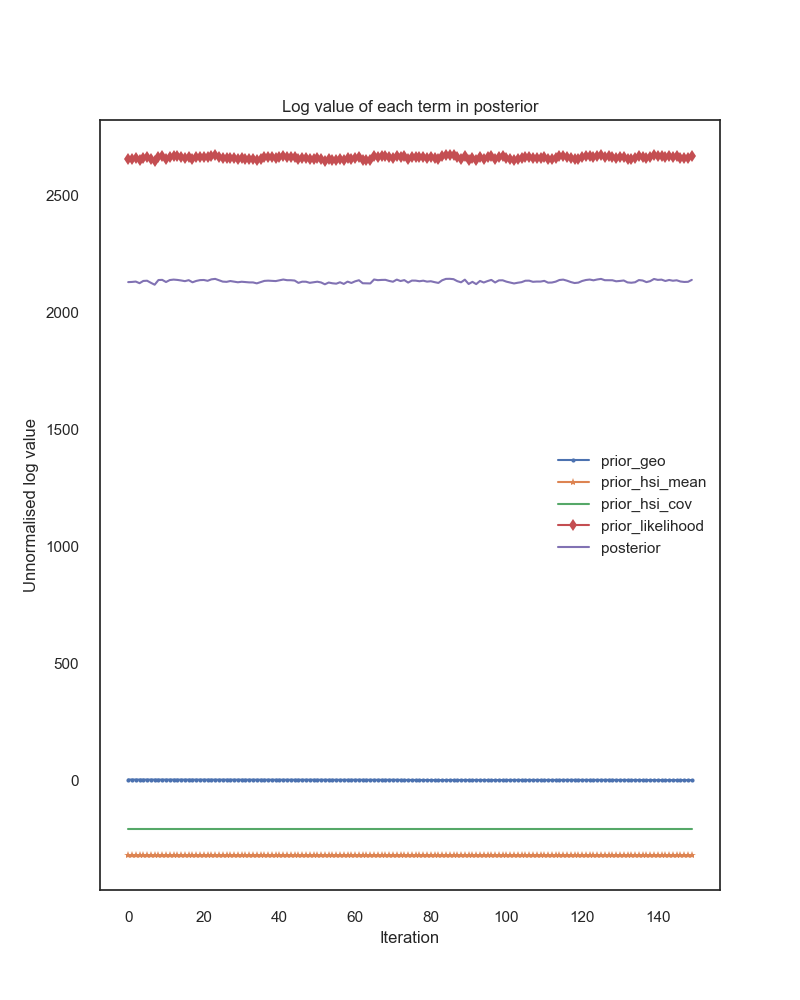 Log value of each term in posterior
Unnormalised log value
2500
2000
1500
1000
500
0
prior_geo
prior_hsi_mean
prior_hsi_cov
prior_likelihood
posterior
0 20 40 60 80 100 120 140
Iteration